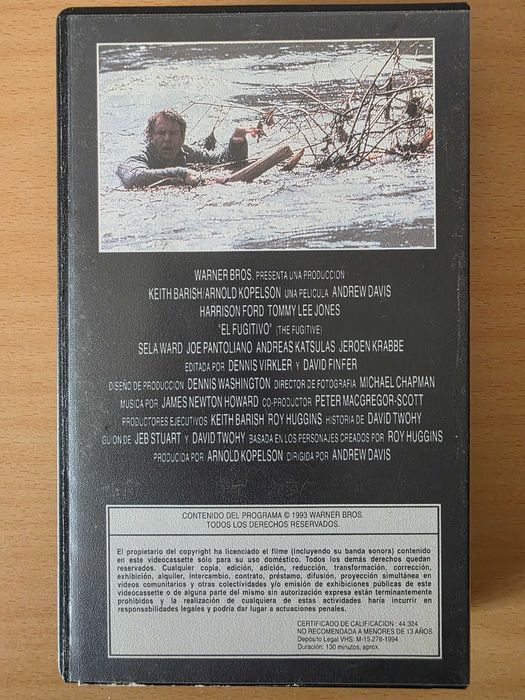 WARNER BROS. PRESENTA UNA PRODUCCION
KEITH BARISH/ARNOLD KOPELSON UNA PELICULA ANDREW DAVIS
HARRISON FORD TOMMY LEE JONES
"EL FUGITIVO" (THE FUGITIVE)
SELA WARD JOE PANTOLIANO ANDREAS KATSULAS JEROEN KRABBE
EDITADA POR DENNIS VIRKLER Y DAVID FINFER
DISEÑO DE PRODUCCION DENNIS WASHINGTON DIRECTOR DE FOTOGRAFIA MICHAEL CHAPMAN
MUSICA POR JAMES NEWTON HOWARD CO-PRODUCTOR PETER MACGREGOR-SCOTT
PRODUCTORES EJECUTIVOS KEITH BARISH/ROY HUGGINS HISTORIA DE DAVID TWOHY
GUION DE JEB STUART Y DAVID TWOHY BASADA EN LOS PERSONAJES CREADOS POR ROY HUGGINS
PRODUCIDA POR ARNOLD KOPELSON DIRIGIDA POR ANDREW DAVIS
CONTENIDO DEL PROGRAMA © 1993 WARNER BROS.
TODOS LOS DERECHOS RESERVADOS.
El propietario del copyright ha licenciado el filme (incluyendo su banda sonora) contenido
en este videocassette solo para su uso doméstico. Todos los demás derechos quedan
reservados. Cualquier copia, edición, adición, reducción, transformación, corrección,
exhibición, alquiler, intercambio, contrato, préstamo, difusión, proyección simultánea en
vídeos comunitarios y otras colectividades y/o emisión de exhibiciones públicas de este
videocassette o de alguna parte del mismo sin autorización expresa están terminantemente
prohibidos y la realización de cualquiera de estas actividades haría incurrir en
responsabilidades legales y podría dar lugar a actuaciones penales.
CERTIFICADO DE CALIFICACION : 44.324
NO RECOMENDADA A MENORES DE 13 AÑOS
Depósito Legal VHS: M-15.278-1994
Duración: 130 minutos, aprox.